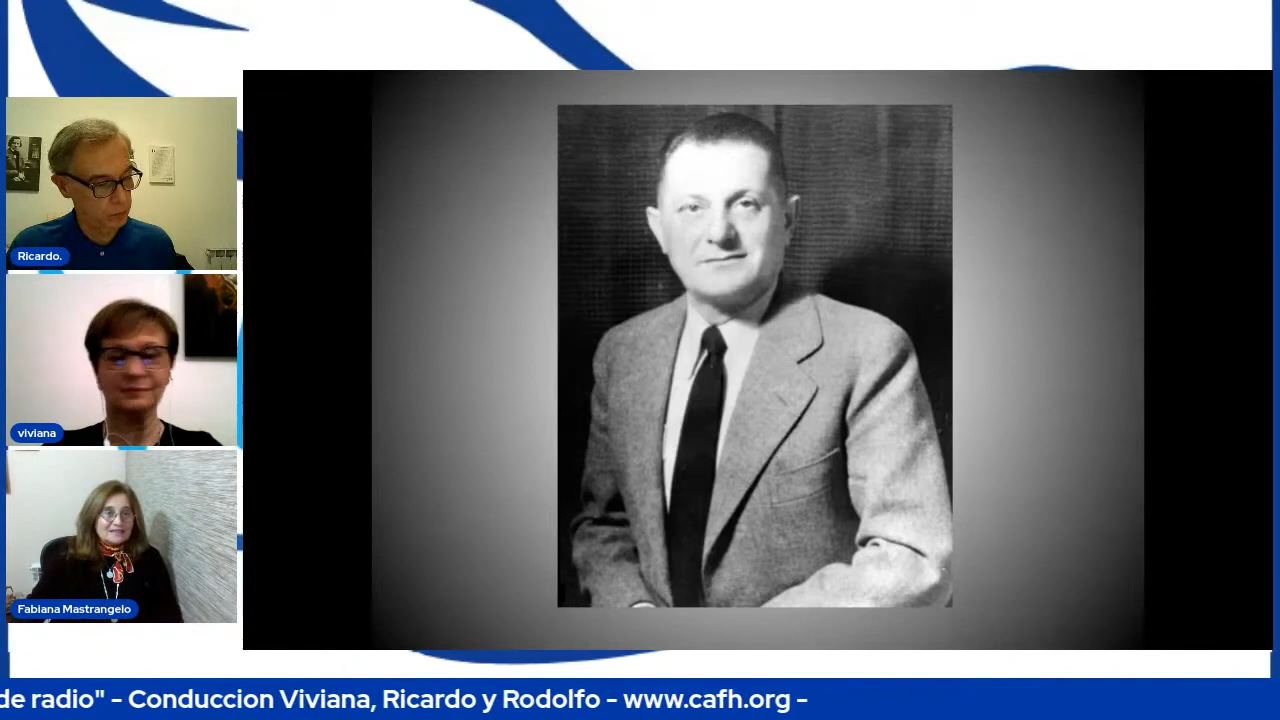 Ricardo.
viviana
Fabiana Mastrangelo
de radio" - Conduccion Viviana, Ricardo y Rodolfo - www.cafh.org -